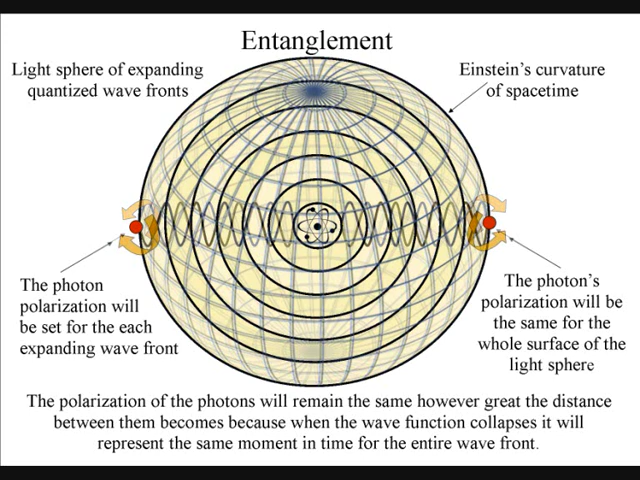 Entanglement
Light sphere of expanding
quantized wave fronts
Einstein's curvature
of spacetime
The photon
polarization will
be set for the each
expanding wave front
The photon's
polarization will be
the same for the
whole surface of the
light sphere
The polarization of the photons will remain the same however great the distance
between them becomes because when the wave function collapses it will
represent the same moment in time for the entire wave front.